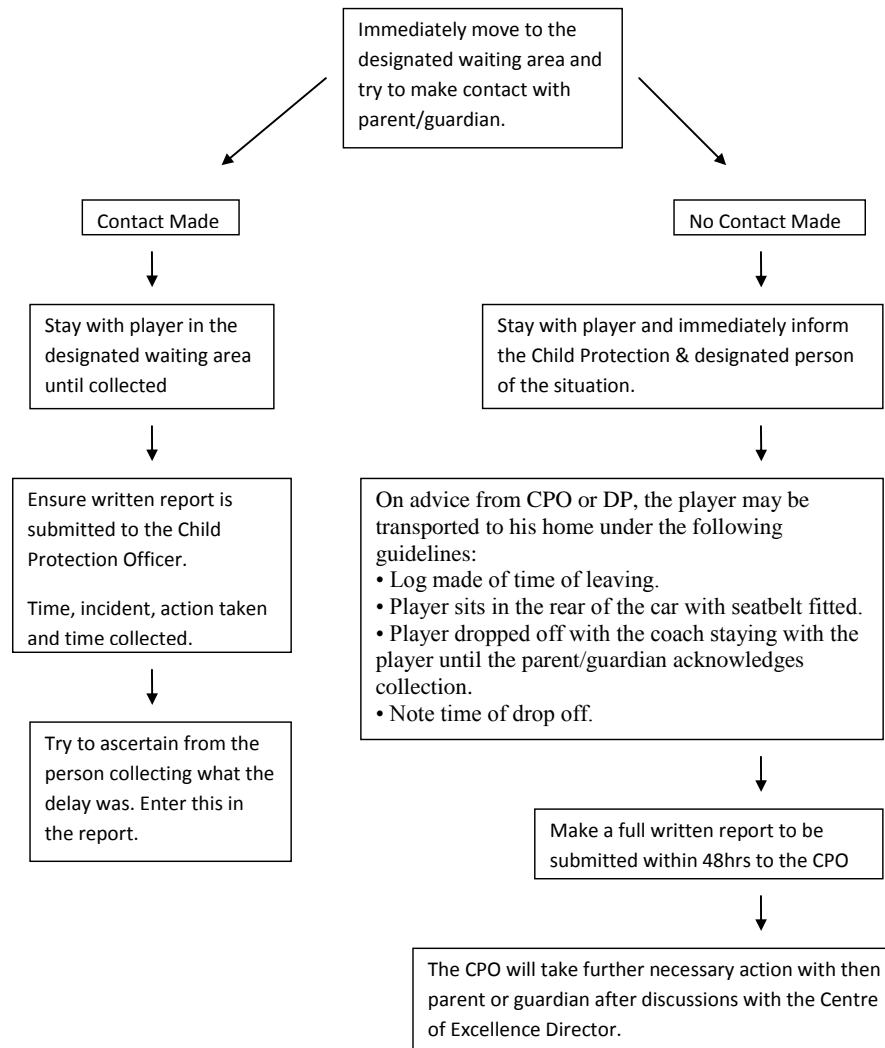 Immediately move to the
designated waiting area and
try to make contact with
parent/guardian.
Contact Made
No Contact Made
Stay with player in the
designated waiting area
until collected
Stay with player and immediately inform
the Child Protection & designated person
of the situation.
Ensure written report is
submitted to the Child
Protection Officer.
Time, incident, action taken
and time collected.
On advice from CPO or DP, the player may be
transported to his home under the following
guidelines:
• Log made of time of leaving.
• Player sits in the rear of the car with seatbelt fitted.
• Player dropped off with the coach staying with the
player until the parent/guardian acknowledges
collection.
• Note time of drop off.
Try to ascertain from the
person collecting what the
delay was. Enter this in
the report.
Make a full written report to be
submitted within 48hrs to the CPO
The CPO will take further necessary action with then
parent or guardian after discussions with the Centre
of Excellence Director.